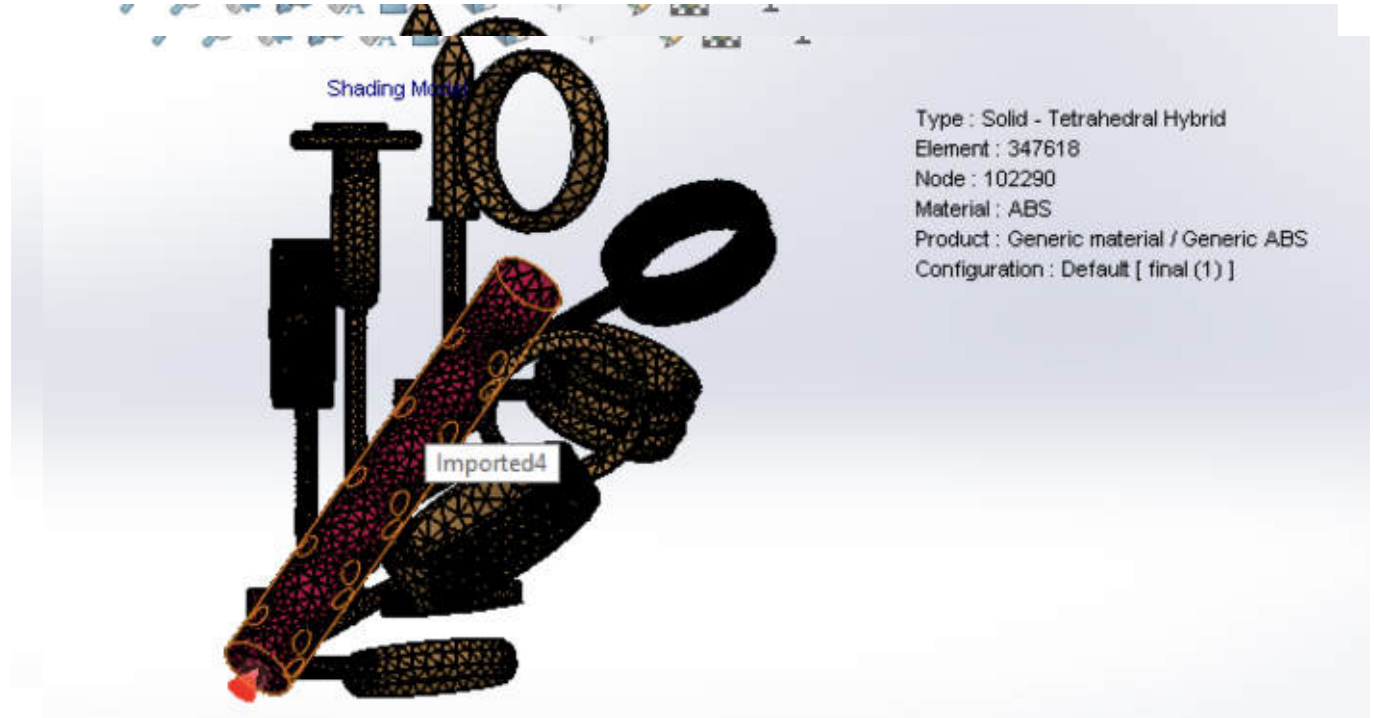 Shading Mo
Type : Solid - Tetrahedral Hybrid
Element : 347618
Node : 102290
Material : ABS
Product : Generic material / Generic ABS
Configuration : Default [ final (1) ]
Imported4